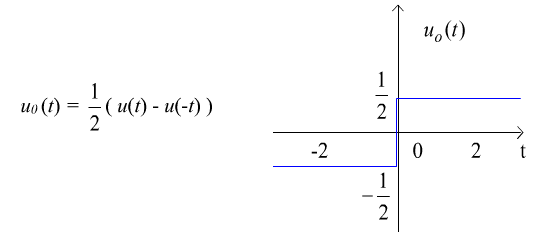 u₀(t) = 1/2 ( u(t) - u(-t) )
uₒ(t)
1/2
-2 0 2 t
−1/2